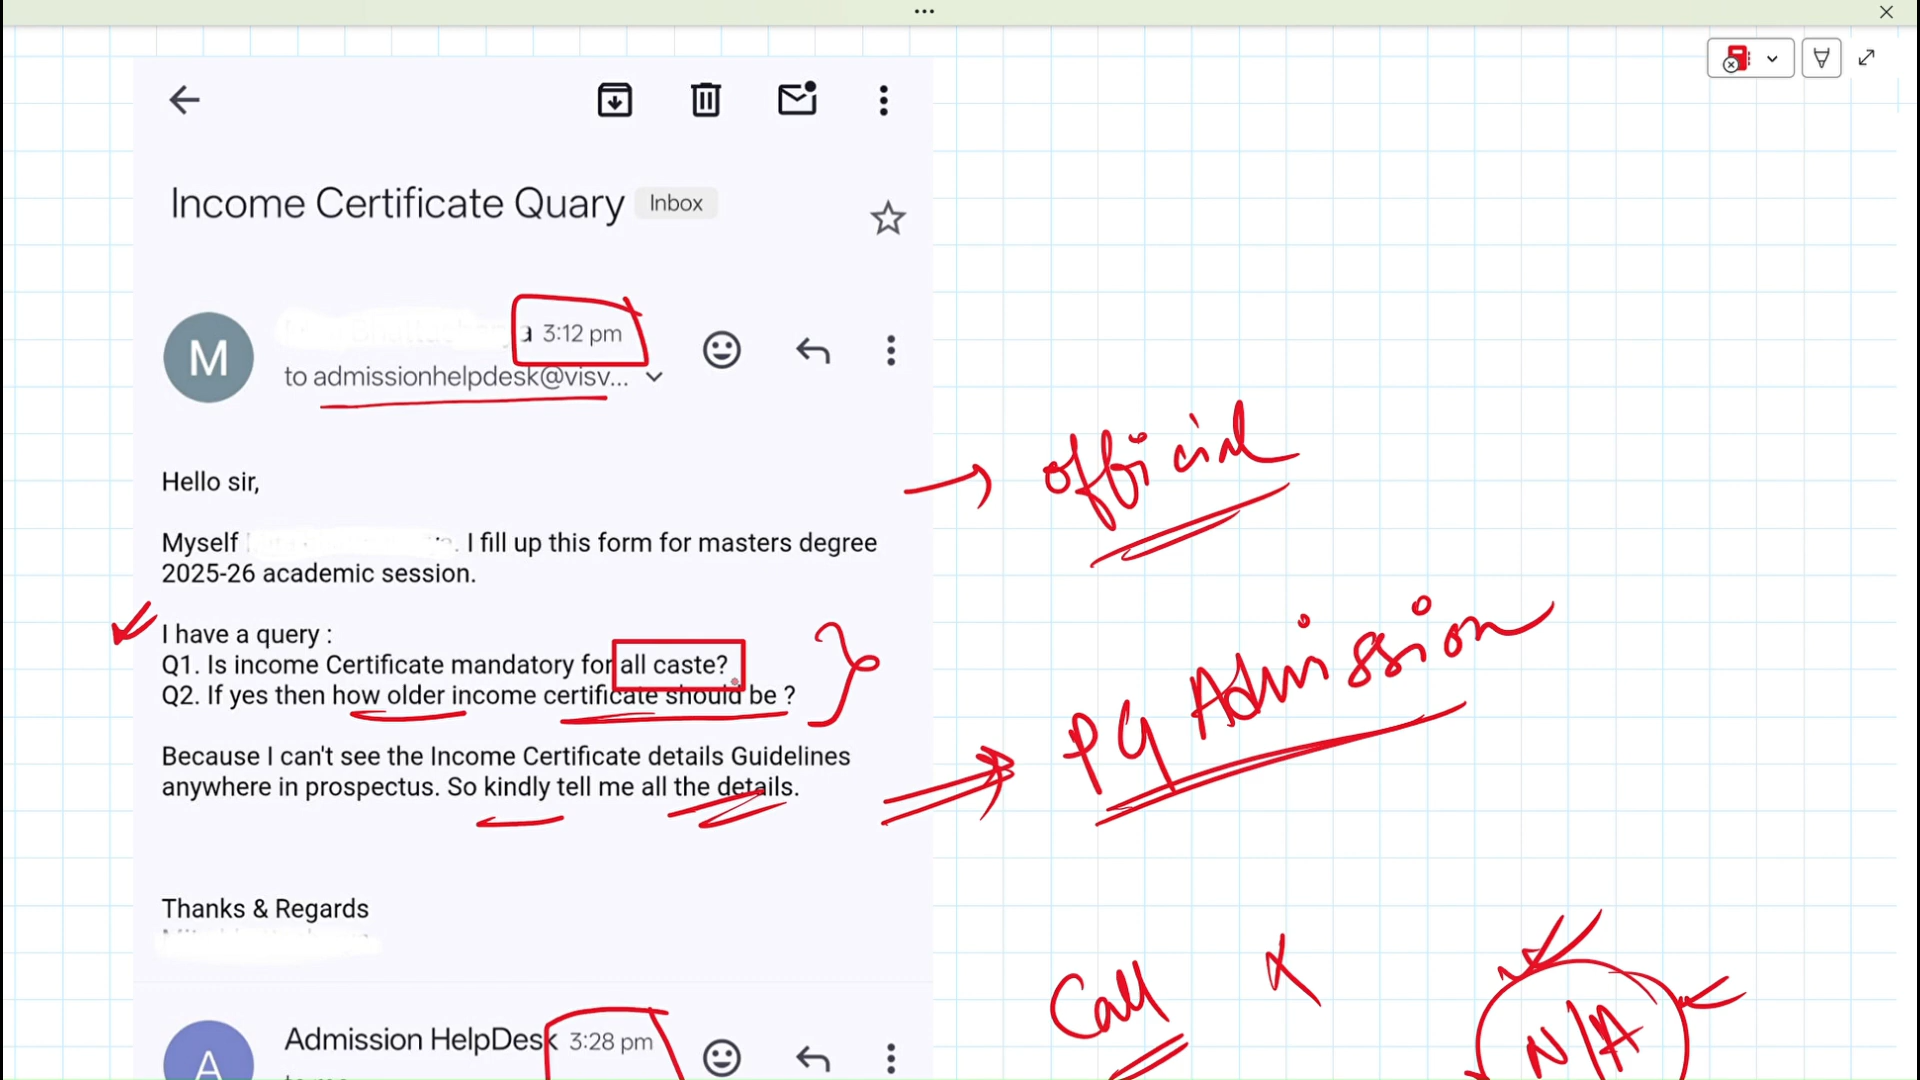 Income Certificate Quary Inbox
3:12 pm
to admissionhelpdesk@visv...
M
Hello sir,
Myself . I fill up this form for masters degree
2025-26 academic session.
I have a query :
Q1. Is income Certificate mandatory for all caste?
Q2. If yes then how older income certificate should be ?
Because I can't see the Income Certificate details Guidelines
anywhere in prospectus. So kindly tell me all the details.
Thanks & Regards
Admission HelpDesk 3:28 pm
A
official
PG Admission
Call X
N/A